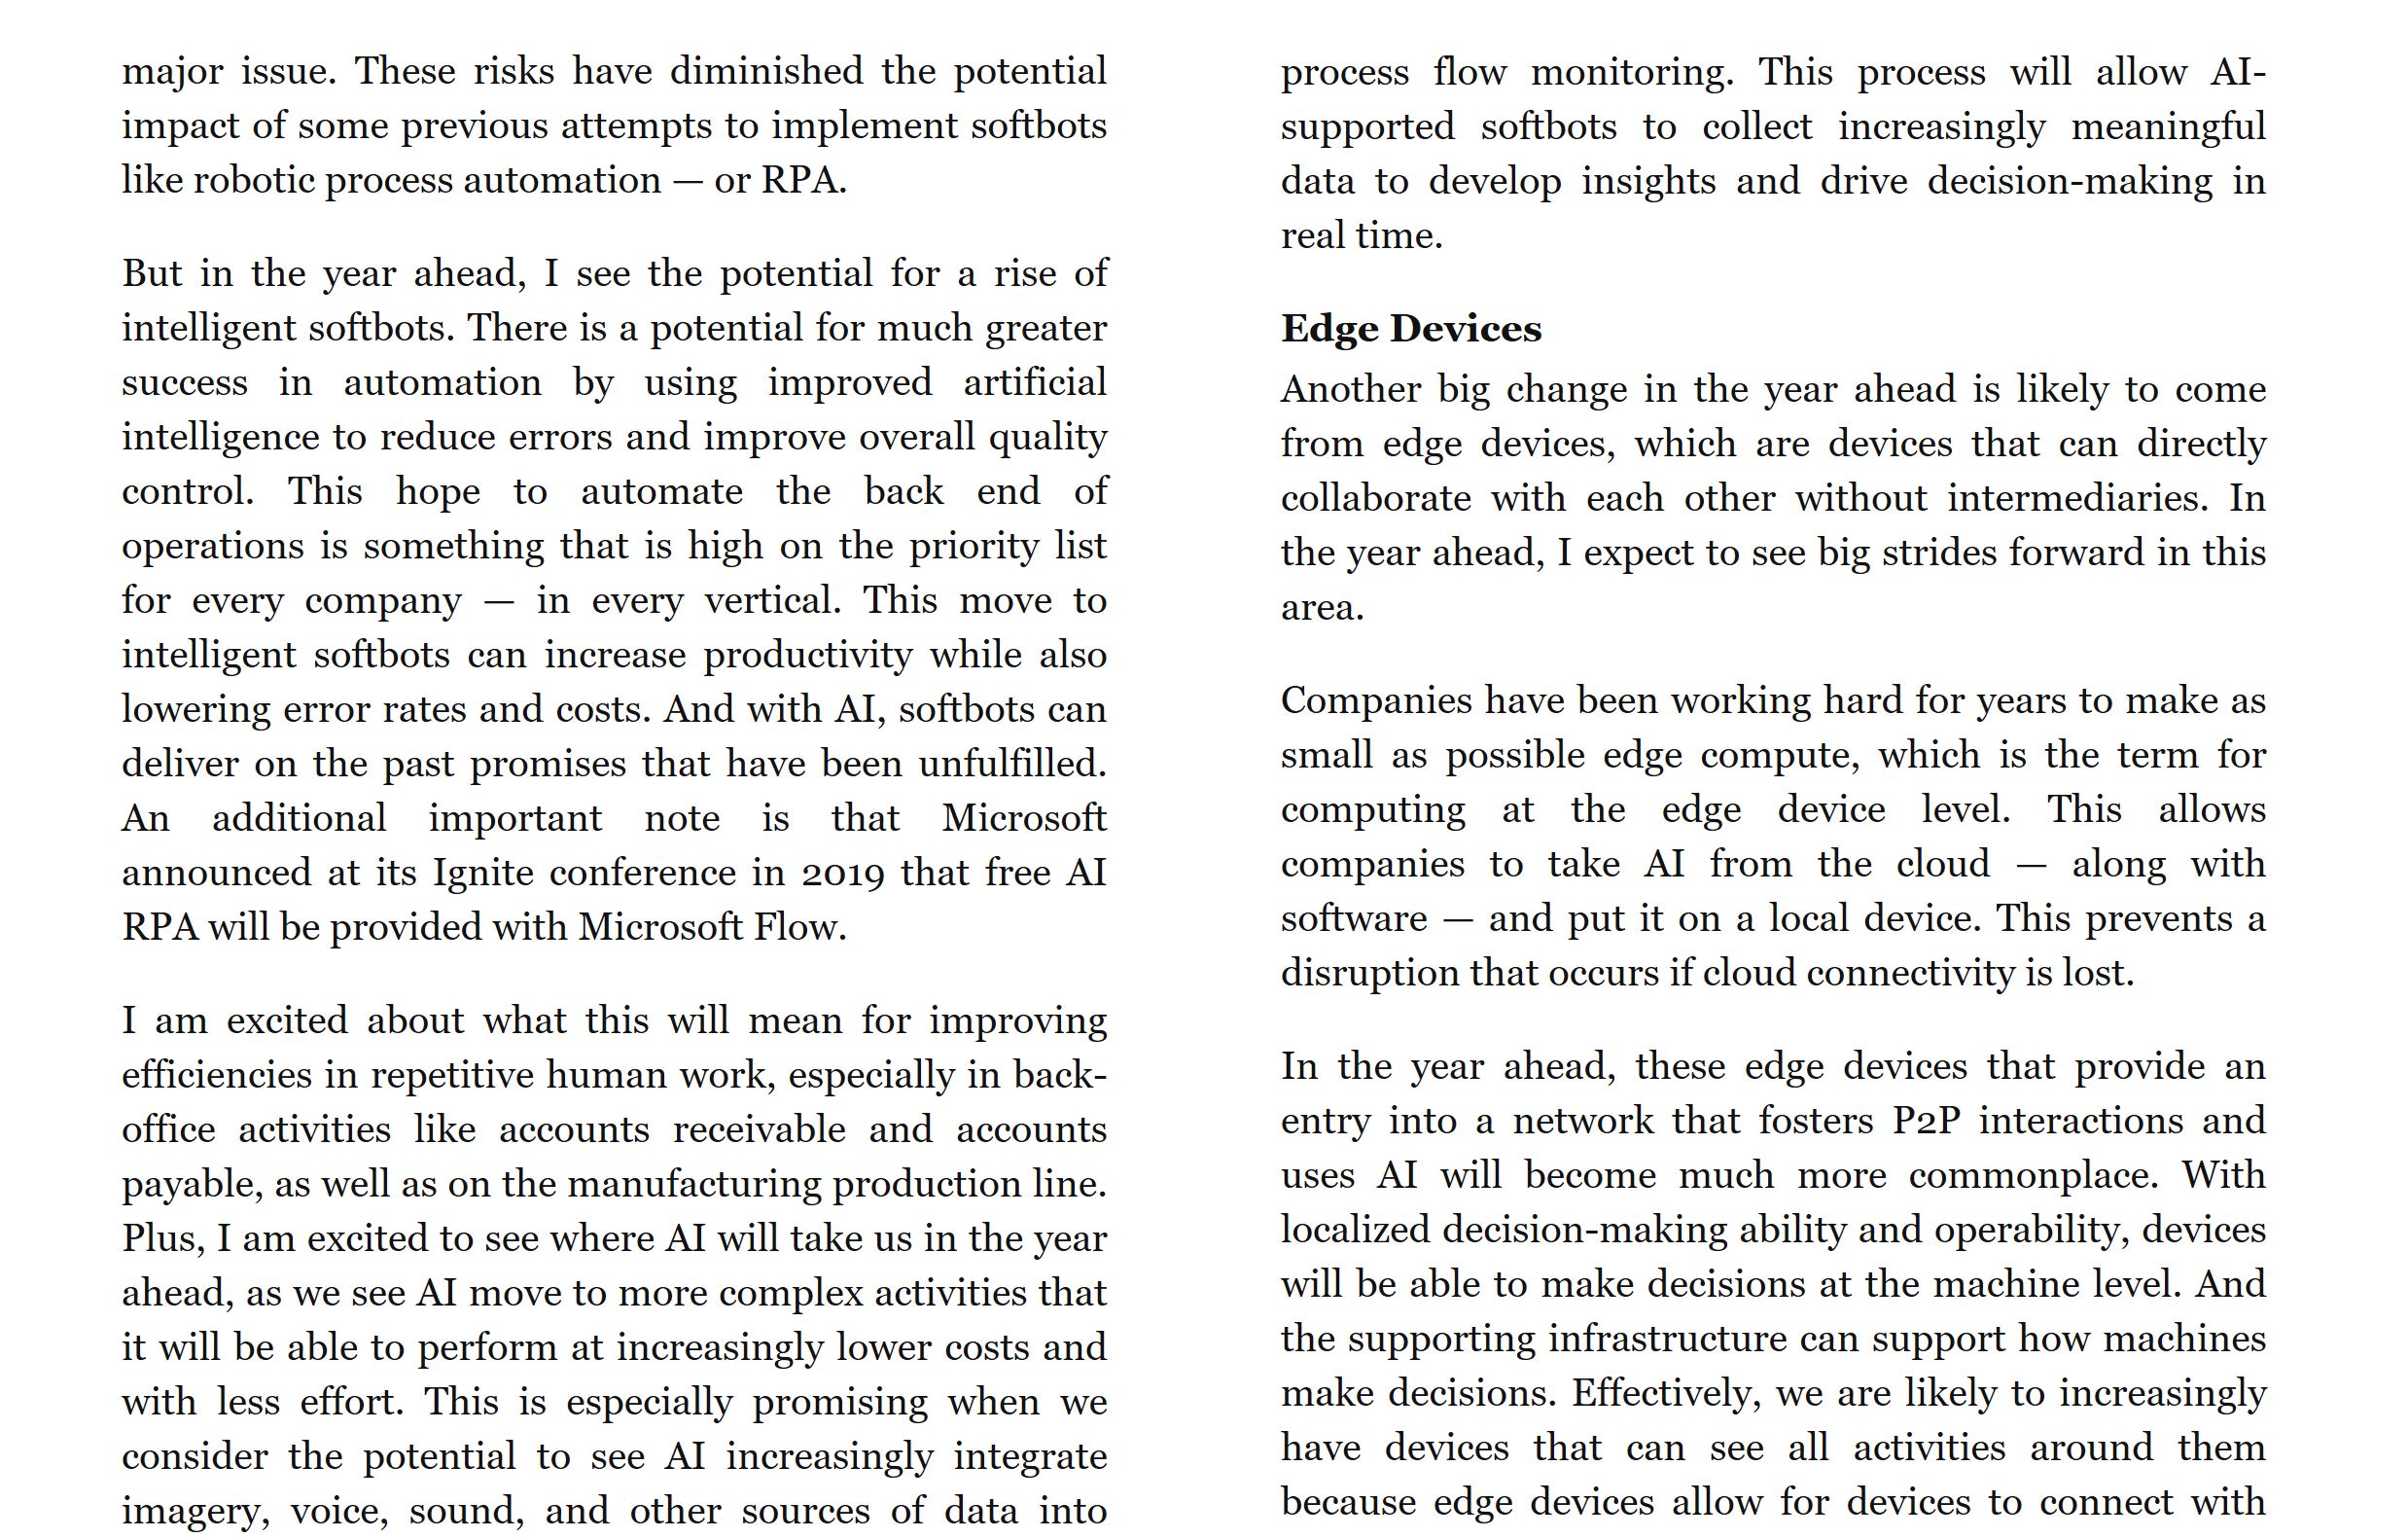 major issue. These risks have diminished the potential
impact of some previous attempts to implement softbots
like robotic process automation — or RPA.
But in the year ahead, I see the potential for a rise of
intelligent softbots. There is a potential for much greater
success in automation by using improved artificial
intelligence to reduce errors and improve overall quality
control. This hope to automate the back end of
operations is something that is high on the priority list
for every company — in every vertical. This move to
intelligent softbots can increase productivity while also
lowering error rates and costs. And with AI, softbots can
deliver on the past promises that have been unfulfilled.
An additional important note is that Microsoft
announced at its Ignite conference in 2019 that free AI
RPA will be provided with Microsoft Flow.
I am excited about what this will mean for improving
efficiencies in repetitive human work, especially in back-
office activities like accounts receivable and accounts
payable, as well as on the manufacturing production line.
Plus, I am excited to see where AI will take us in the year
ahead, as we see AI move to more complex activities that
it will be able to perform at increasingly lower costs and
with less effort. This is especially promising when we
consider the potential to see AI increasingly integrate
imagery, voice, sound, and other sources of data into
process flow monitoring. This process will allow AI-
supported softbots to collect increasingly meaningful
data to develop insights and drive decision-making in
real time.
Edge Devices
Another big change in the year ahead is likely to come
from edge devices, which are devices that can directly
collaborate with each other without intermediaries. In
the year ahead, I expect to see big strides forward in this
area.
Companies have been working hard for years to make as
small as possible edge compute, which is the term for
computing at the edge device level. This allows
companies to take AI from the cloud — along with
software — and put it on a local device. This prevents a
disruption that occurs if cloud connectivity is lost.
In the year ahead, these edge devices that provide an
entry into a network that fosters P2P interactions and
uses AI will become much more commonplace. With
localized decision-making ability and operability, devices
will be able to make decisions at the machine level. And
the supporting infrastructure can support how machines
make decisions. Effectively, we are likely to increasingly
have devices that can see all activities around them
because edge devices allow for devices to connect with